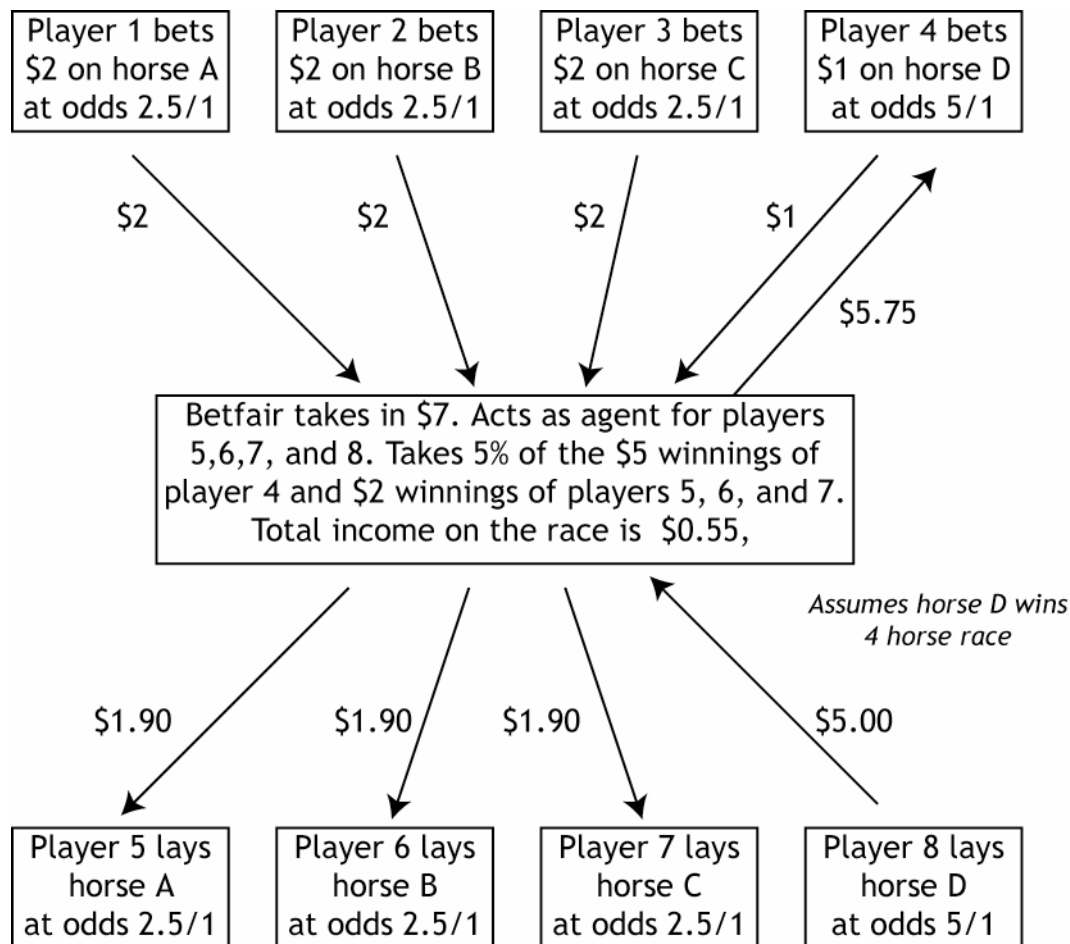 Player 1 bets
$2 on horse A
at odds 2.5/1
Player 2 bets
$2 on horse B
at odds 2.5/1
Player 3 bets
$2 on horse C
at odds 2.5/1
Player 4 bets
$1 on horse D
at odds 5/1
$2
$2
$2
$1
$5.75
Betfair takes in $7. Acts as agent for players
5,6,7, and 8. Takes 5% of the $5 winnings of
player 4 and $2 winnings of players 5, 6, and 7.
Total income on the race is $0.55,
Assumes horse D wins
4 horse race
$1.90
$1.90
$1.90
$5.00
Player 5 lays
horse A
at odds 2.5/1
Player 6 lays
horse B
at odds 2.5/1
Player 7 lays
horse C
at odds 2.5/1
Player 8 lays
horse D
at odds 5/1